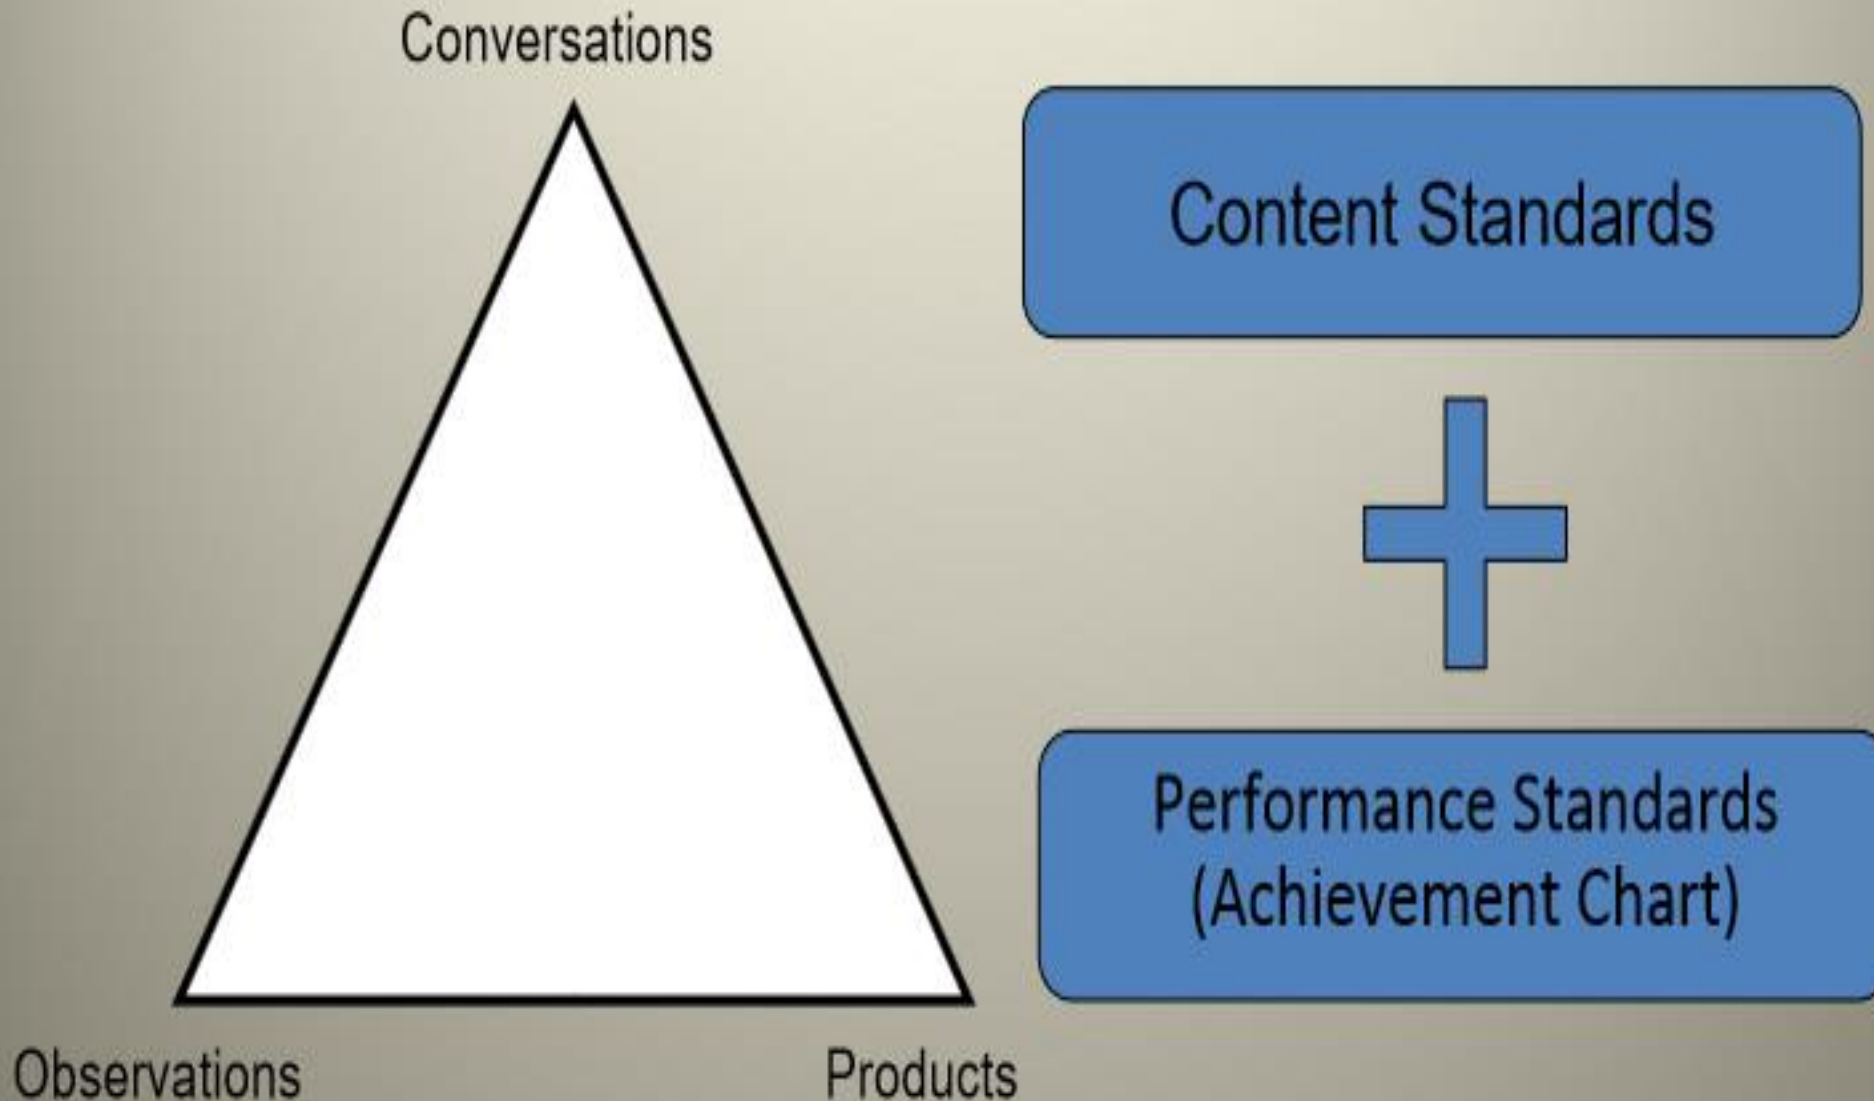 Conversations
Content Standards
Performance Standards
(Achievement Chart)
Observations
Products